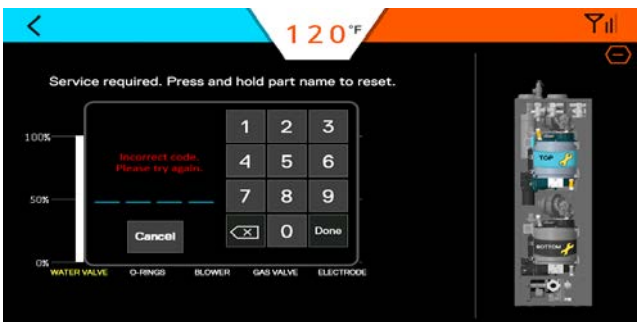 120°F
Service required. Press and hold part name to reset.
100%
50%
0%
Incorrect code.
Please try again.
1 2 3
4 5 6
7 8 9
0 Done
Cancel
WATER VALVE O-RINGS BLOWER GAS VALVE ELECTRODE
TOP
BOTTOM